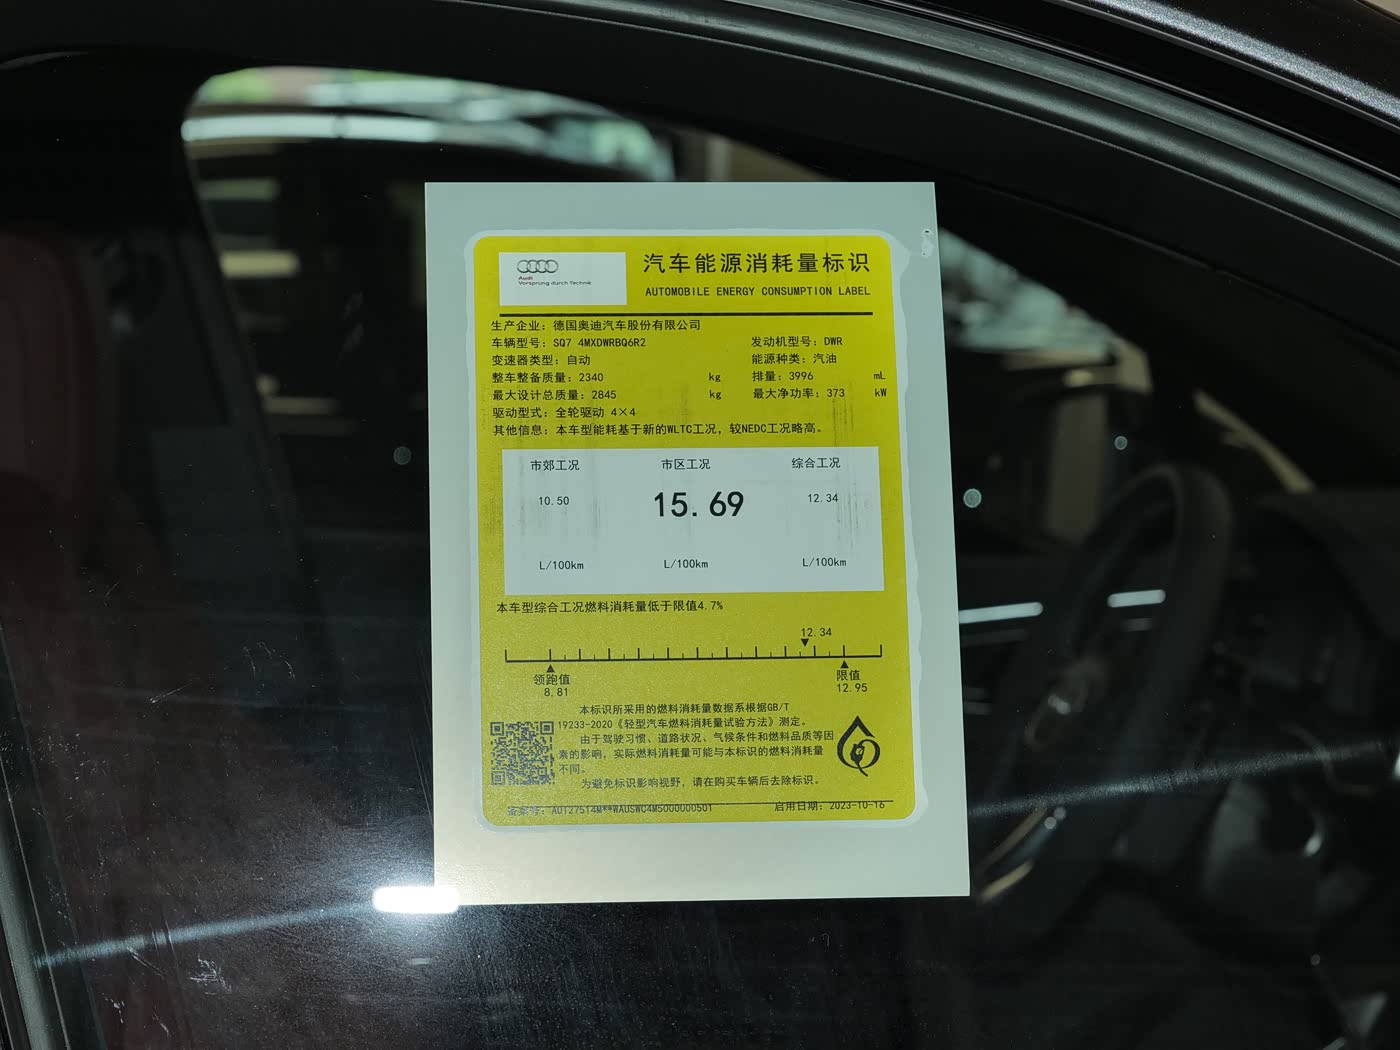 Audi
Vorsprung durch Technik
汽车能源消耗量标识
AUTOMOBILE ENERGY CONSUMPTION LABEL
生产企业：德国奥迪汽车股份有限公司
车辆型号：SQ7 4MXDWRBQ6R2 发动机型号：DWR
变速器类型：自动 能源种类：汽油
整车整备质量：2340 kg 排量：3996 mL
最大设计总质量：2845 kg 最大净功率：373 kW
驱动型式：全轮驱动 4×4
其他信息：本车型能耗基于新的WLTC工况，较NEDC工况略高。
市郊工况 市区工况 综合工况
10.50 15.69 12.34
L/100km L/100km L/100km
本车型综合工况燃料消耗量低于限值4.7%
12.34
领跑值 限值
8.81 12.95
本标识所采用的燃料消耗量数据系根据GB/T
19233-2020《轻型汽车燃料消耗量试验方法》测定。
由于驾驶习惯、道路状况、气候条件和燃料品质等因
素的影响，实际燃料消耗量可能与本标识的燃料消耗量
不同。
为避免标识影响视野，请在购买车辆后去除标识。
备案号：AUT27514M**WAUSW04M5000000501 启用日期：2023-10-16